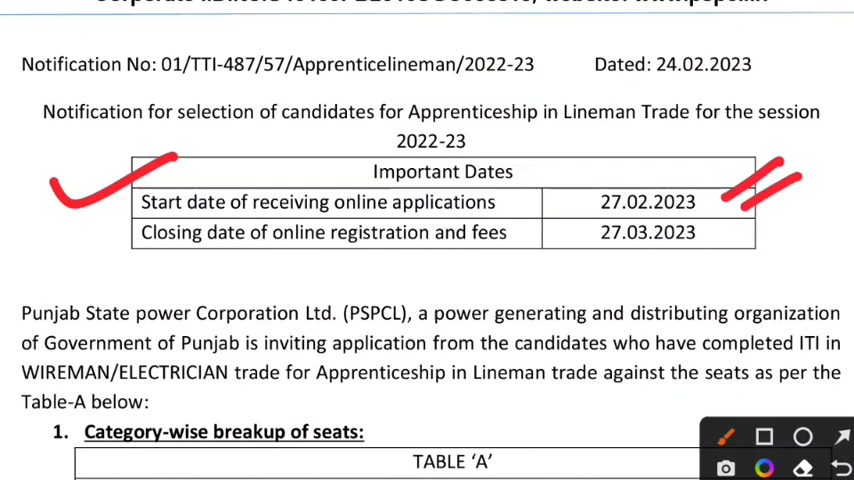 Notification No: 01/TTI-487/57/Apprenticelineman/2022-23 Dated: 24.02.2023
Notification for selection of candidates for Apprenticeship in Lineman Trade for the session
2022-23
Important Dates
Start date of receiving online applications 27.02.2023
Closing date of online registration and fees 27.03.2023
Punjab State power Corporation Ltd. (PSPCL), a power generating and distributing organization
of Government of Punjab is inviting application from the candidates who have completed ITI in
WIREMAN/ELECTRICIAN trade for Apprenticeship in Lineman trade against the seats as per the
Table-A below:
1. Category-wise breakup of seats:
TABLE ‘A’